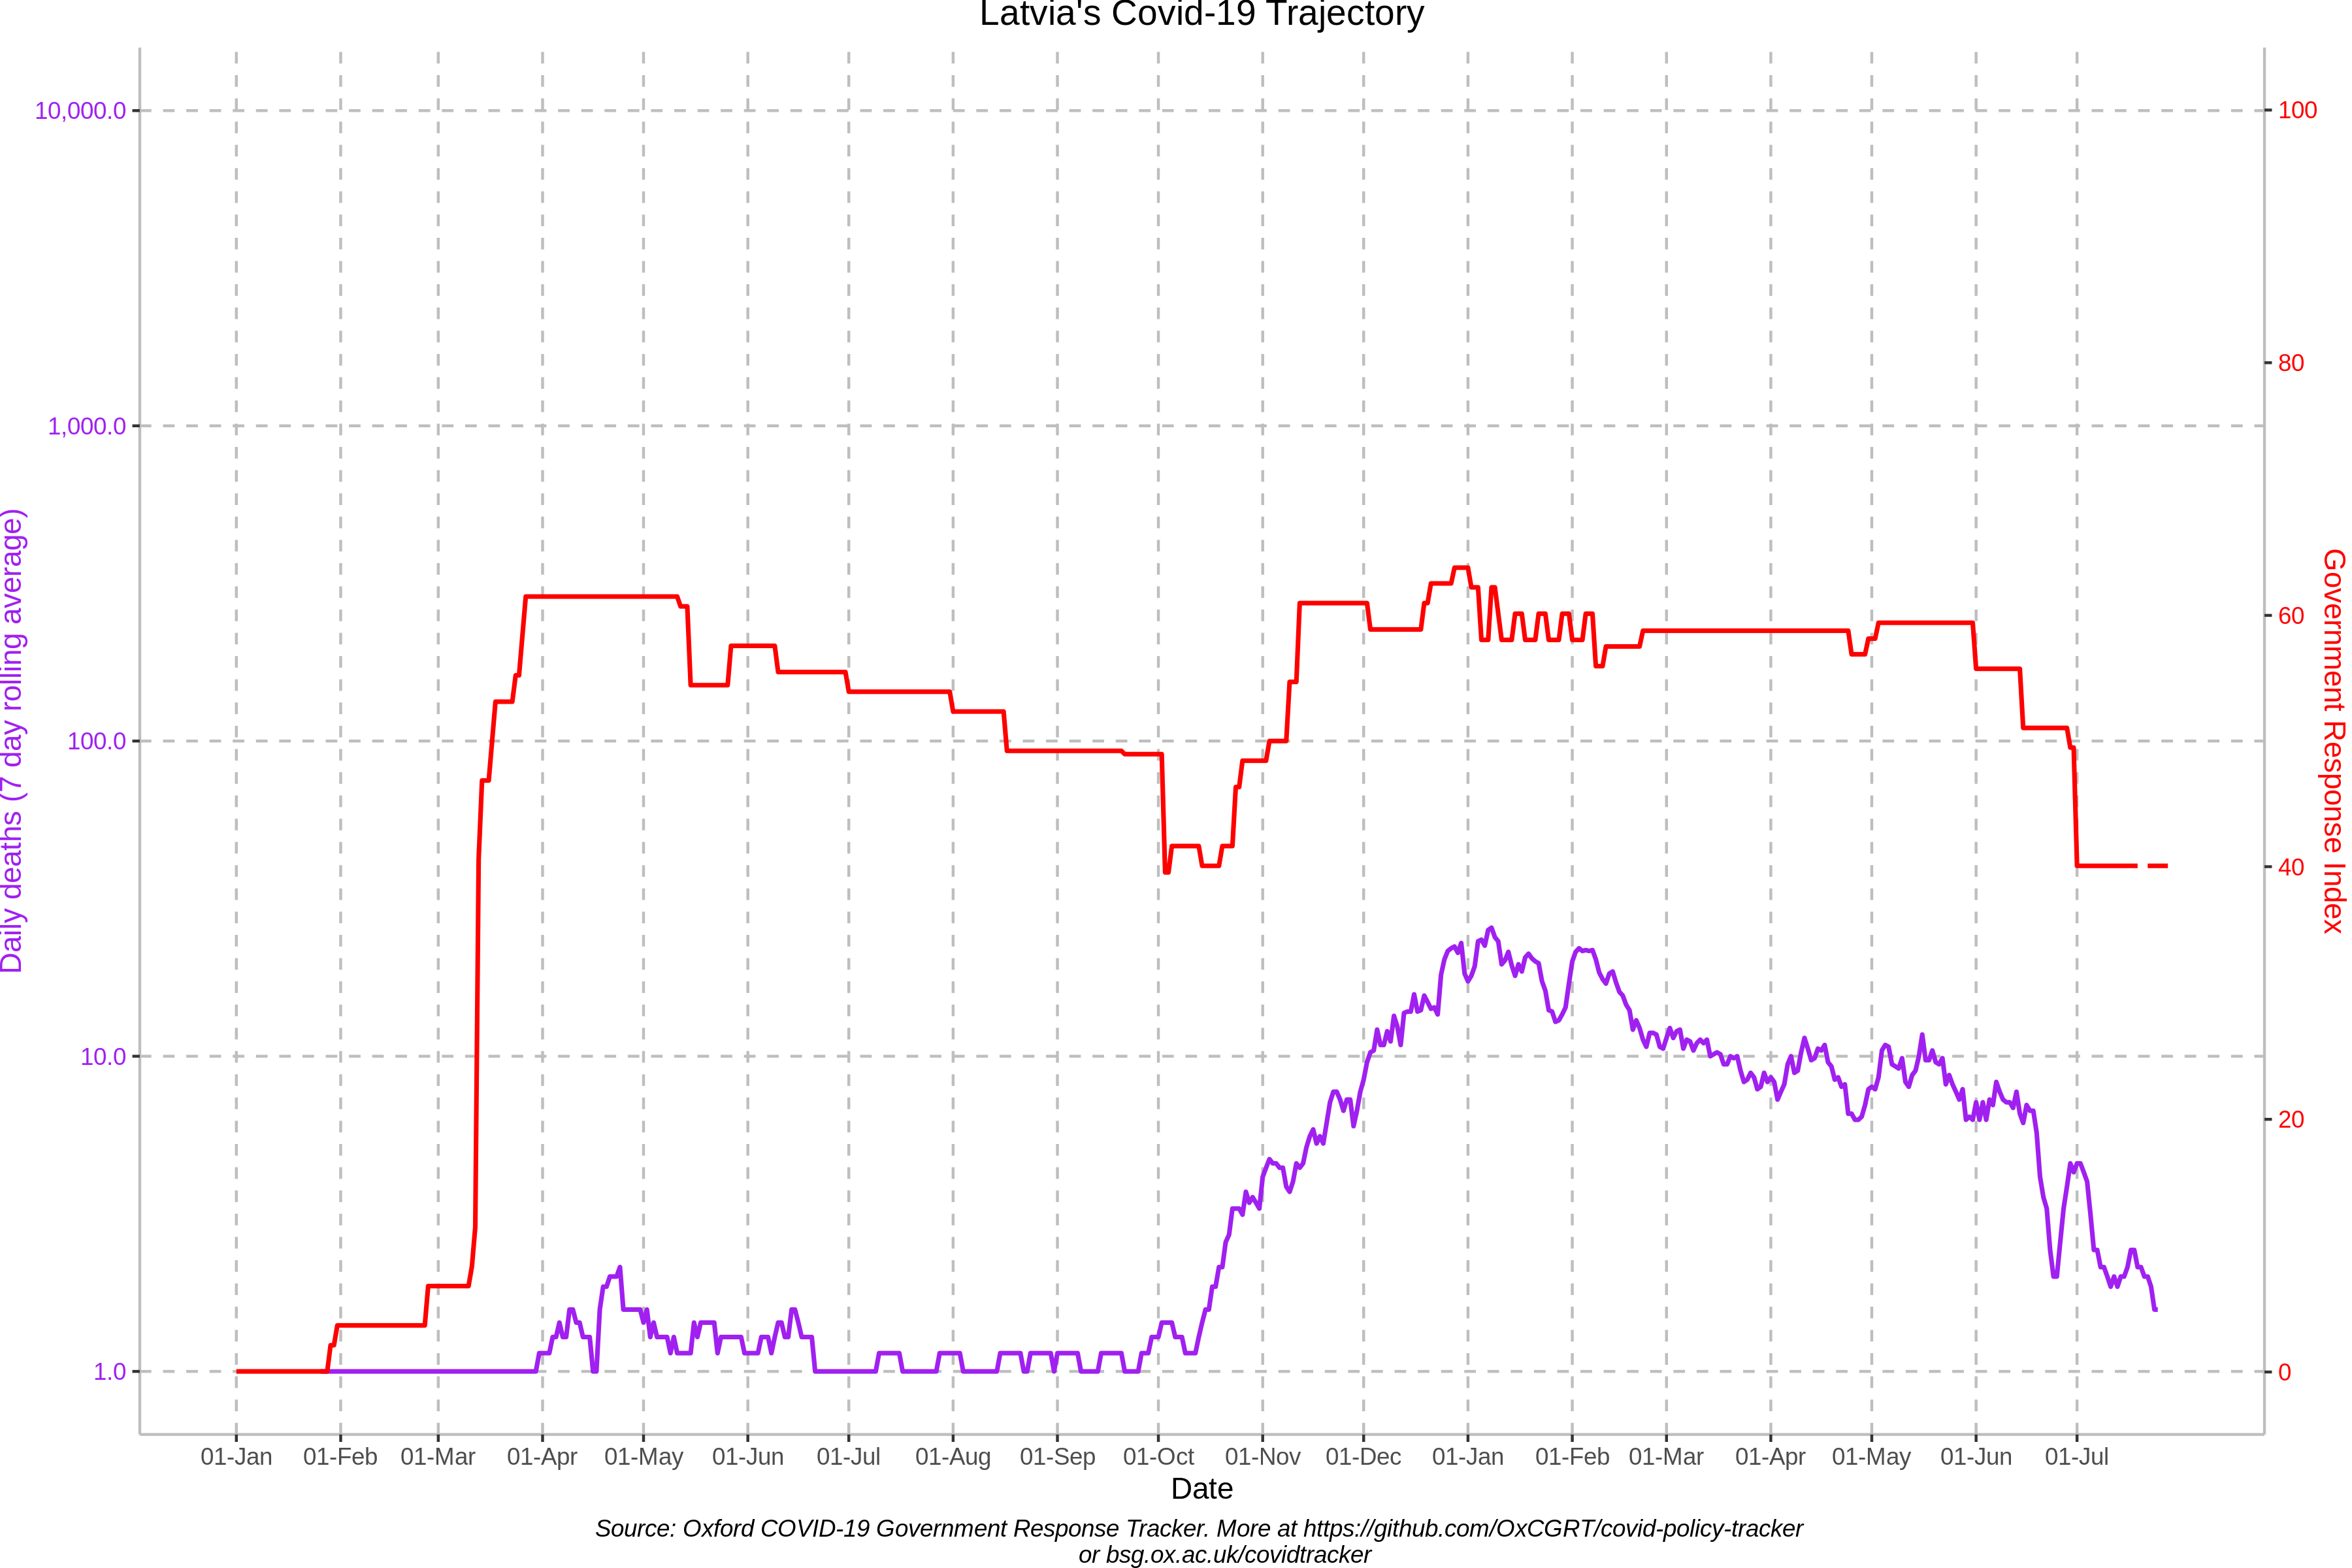 Latvia's Covid-19 Trajectory
10,000.0
1,000.0
100.0
10.0
1.0
Daily deaths (7 day rolling average)
100
80
60
40
20
0
Government Response Index
01-Jan 01-Feb 01-Mar 01-Apr 01-May 01-Jun 01-Jul 01-Aug 01-Sep 01-Oct 01-Nov 01-Dec 01-Jan 01-Feb 01-Mar 01-Apr 01-May 01-Jun 01-Jul
Date
Source: Oxford COVID-19 Government Response Tracker. More at https://github.com/OxCGRT/covid-policy-tracker
or bsg.ox.ac.uk/covidtracker